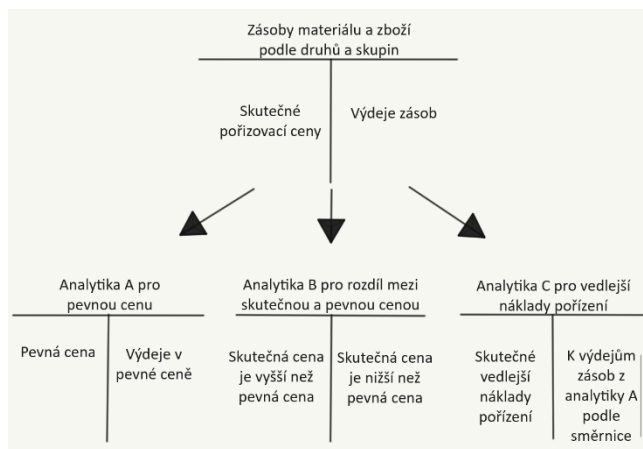 Zásoby materiálu a zboží
podle druhů a skupin
Skutečné
pořizovací ceny
Výdeje zásob
Analytika A pro
pevnou cenu
Pevná cena
Výdeje v
pevné ceně
Analytika B pro rozdíl mezi
skutečnou a pevnou cenou
Skutečná cena
je vyšší než
pevná cena
Skutečná cena
je nižší než
pevná cena
Analytika C pro vedlejší
náklady pořízení
Skutečné
vedlejší
náklady
pořízení
K výdejům
zásob z
analytiky A
podle
směrnice